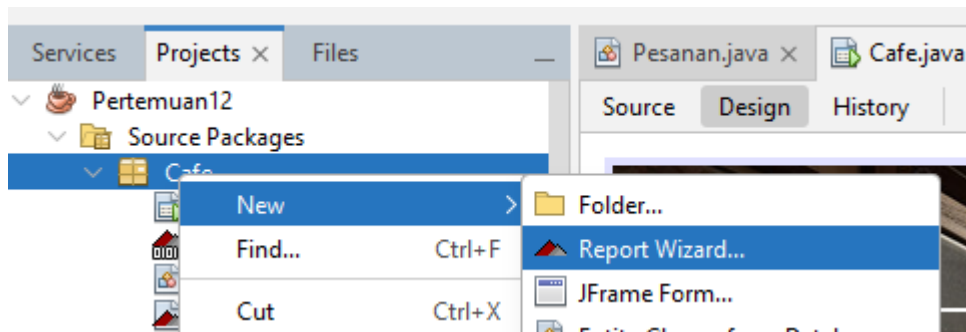 Services Projects Files
Pesanan.java Cafe.java
Pertemuan12
Source Design History
Source Packages
Cafe
New
Folder...
Report Wizard...
Find... Ctrl+F
JFrame Form...
Cut Ctrl+X